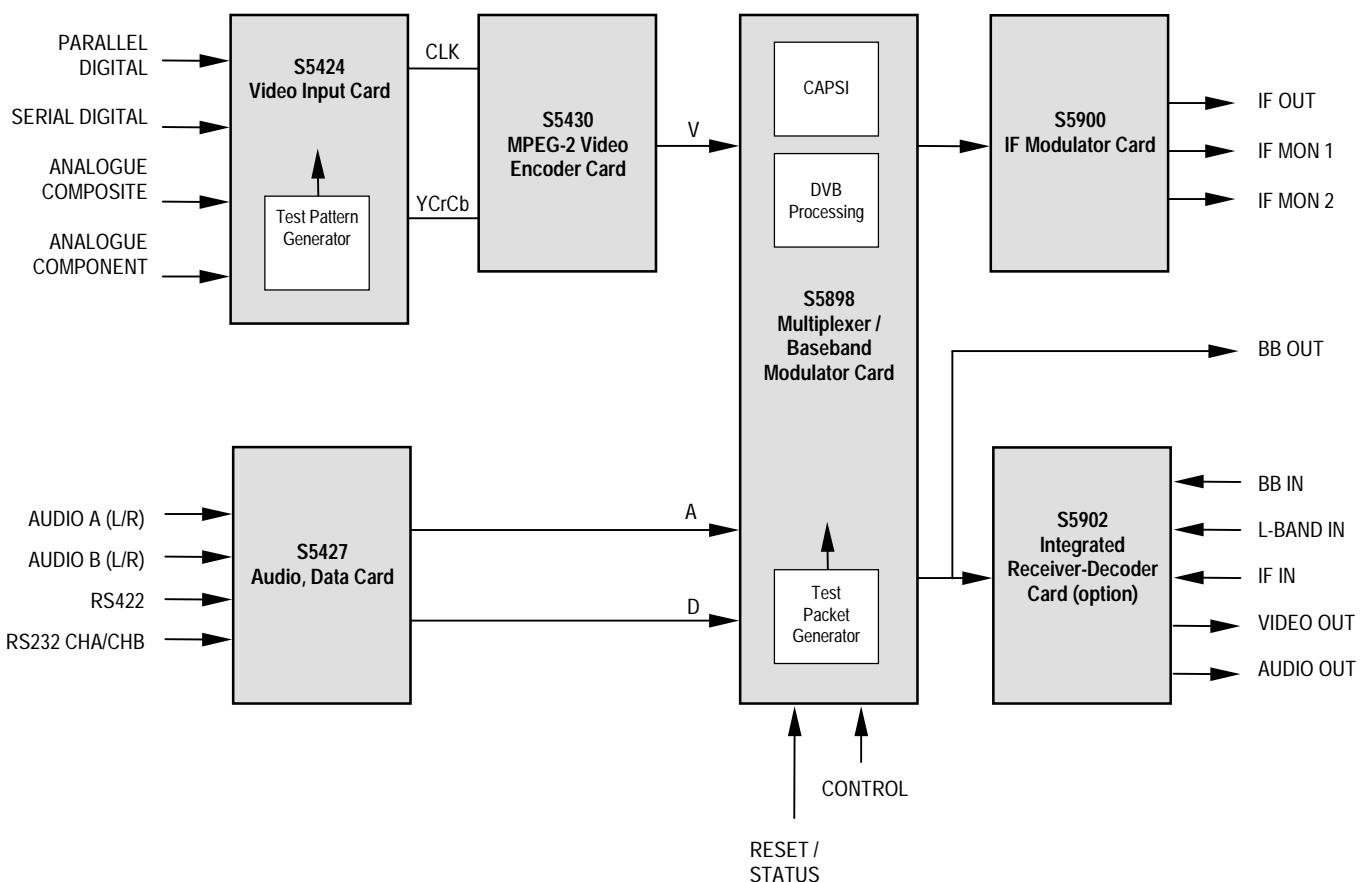 PARALLEL
DIGITAL
SERIAL DIGITAL
ANALOGUE
COMPOSITE
ANALOGUE
COMPONENT
S5424
Video Input Card
Test Pattern
Generator
CLK
YCrCb
S5430
MPEG-2 Video
Encoder Card
V
CAPSI
DVB
Processing
S5898
Multiplexer /
Baseband
Modulator Card
Test
Packet
Generator
S5900
IF Modulator Card
IF OUT
IF MON 1
IF MON 2
BB OUT
AUDIO A (L/R)
AUDIO B (L/R)
RS422
RS232 CHA/CHB
S5427
Audio, Data Card
A
D
S5902
Integrated
Receiver-Decoder
Card (option)
BB IN
L-BAND IN
IF IN
VIDEO OUT
AUDIO OUT
CONTROL
RESET /
STATUS